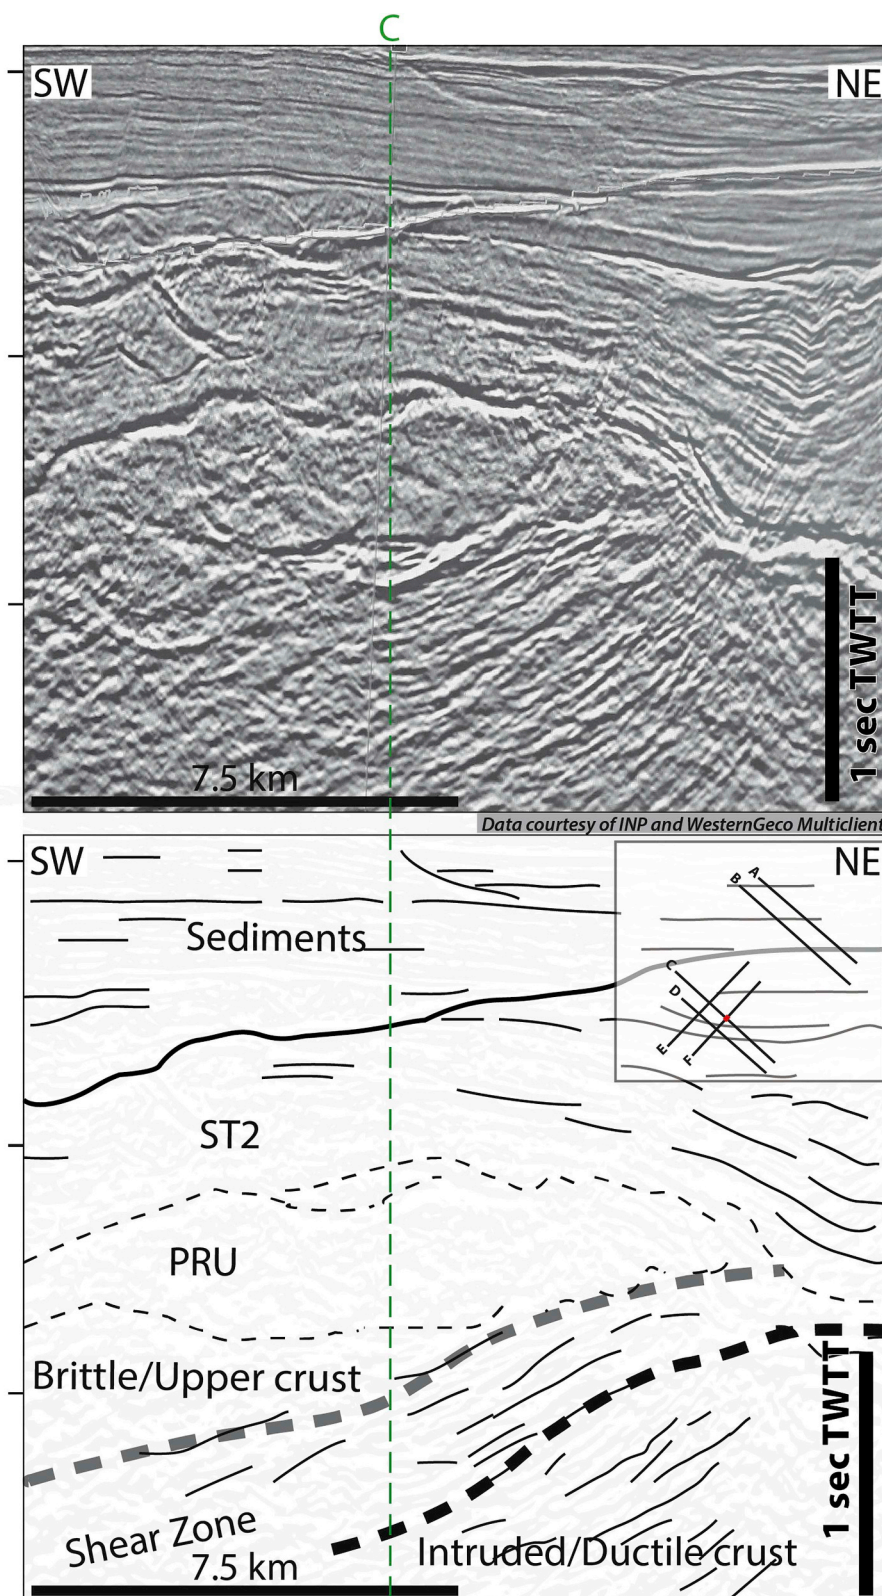 C
SW
NE
1 sec TWTT
7.5 km
Data courtesy of INP and WesternGeco Multiclient
SW
NE
A
B
Sediments
C
D
E
F
ST2
PRU
Brittle/Upper crust
1 sec TWTT
Shear Zone
Intruded/Ductile crust
7.5 km